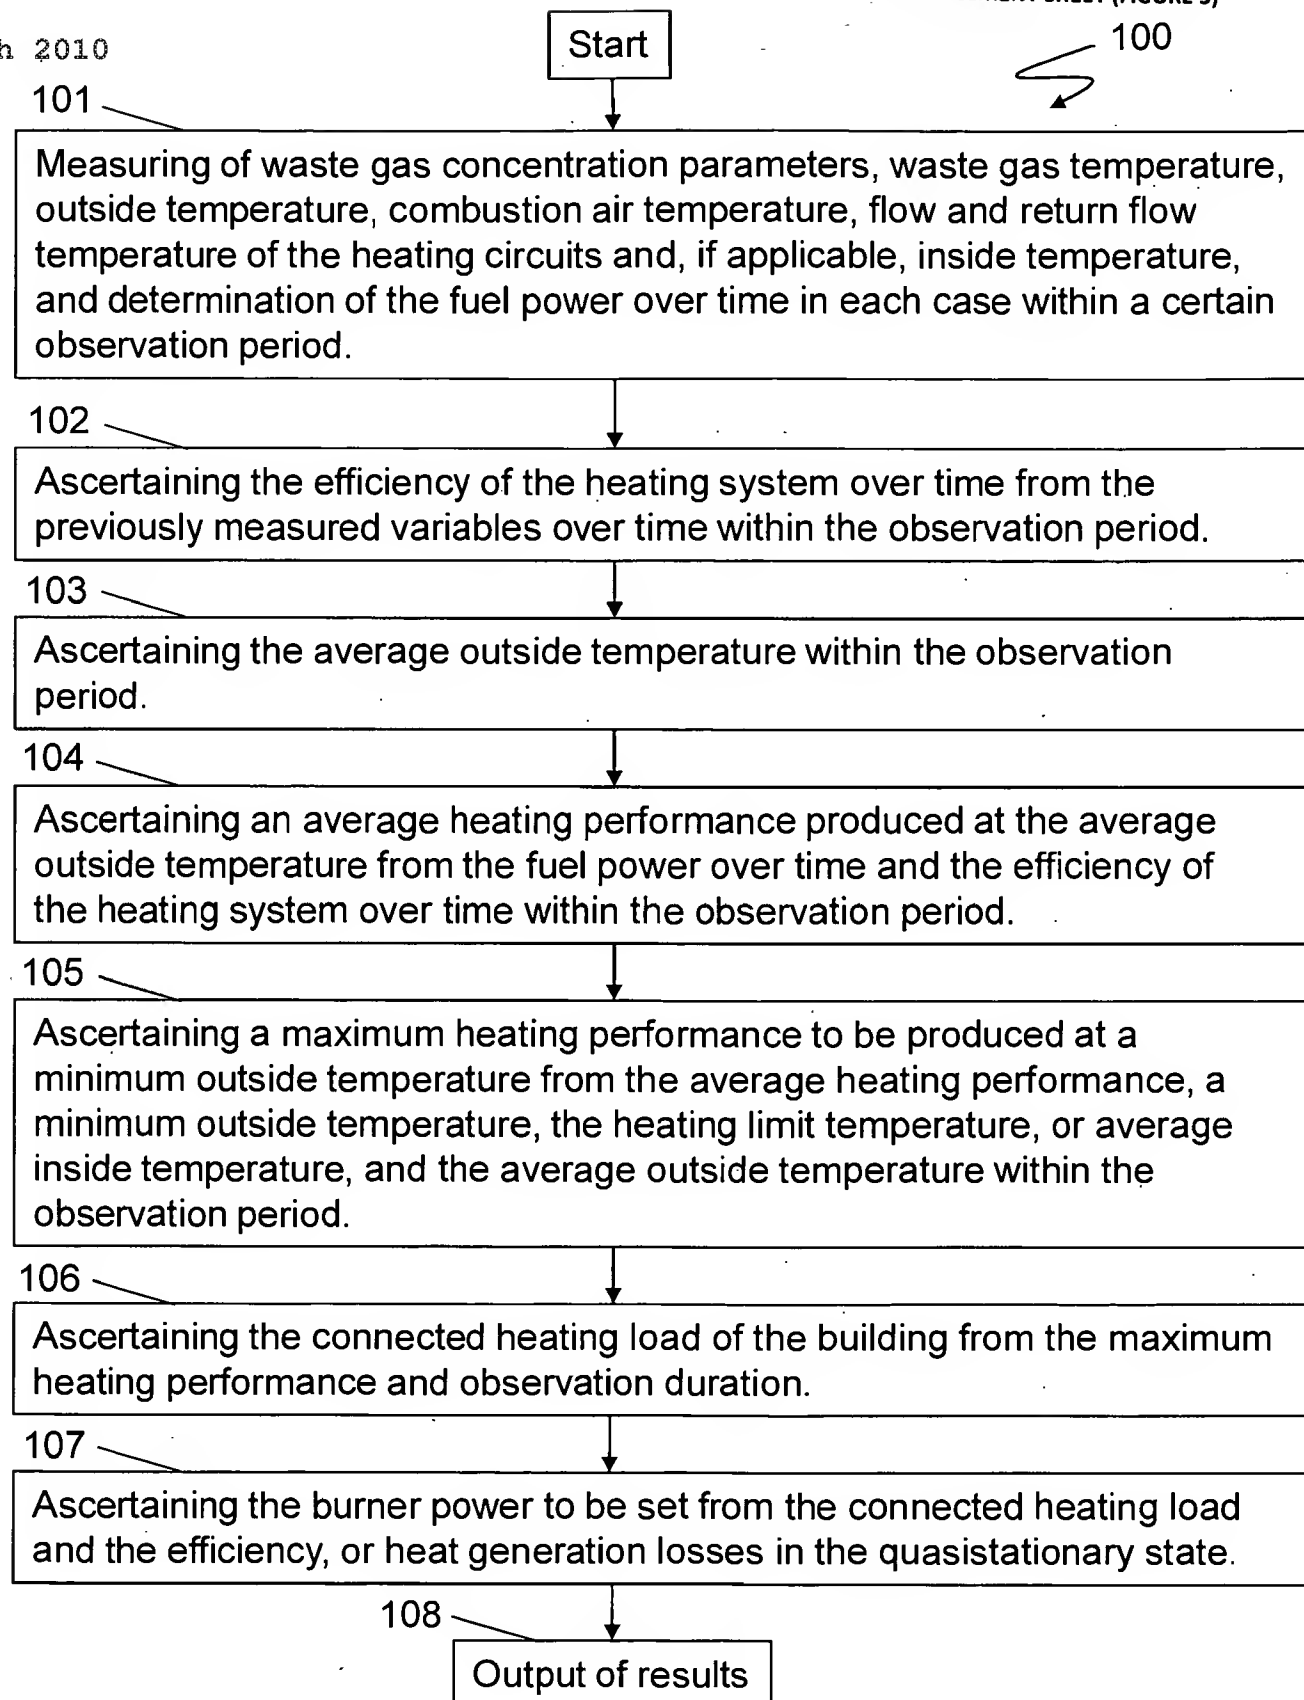 SHEET (FIGURE 3)
h 2010
Start
100
101
Measuring of waste gas concentration parameters, waste gas temperature,
outside temperature, combustion air temperature, flow and return flow
temperature of the heating circuits and, if applicable, inside temperature,
and determination of the fuel power over time in each case within a certain
observation period.
102
Ascertaining the efficiency of the heating system over time from the
previously measured variables over time within the observation period.
103
Ascertaining the average outside temperature within the observation
period.
104
Ascertaining an average heating performance produced at the average
outside temperature from the fuel power over time and the efficiency of
the heating system over time within the observation period.
105
Ascertaining a maximum heating performance to be produced at a
minimum outside temperature from the average heating performance, a
minimum outside temperature, the heating limit temperature, or average
inside temperature, and the average outside temperature within the
observation period.
106
Ascertaining the connected heating load of the building from the maximum
heating performance and observation duration.
107
Ascertaining the burner power to be set from the connected heating load
and the efficiency, or heat generation losses in the quasistationary state.
108
Output of results